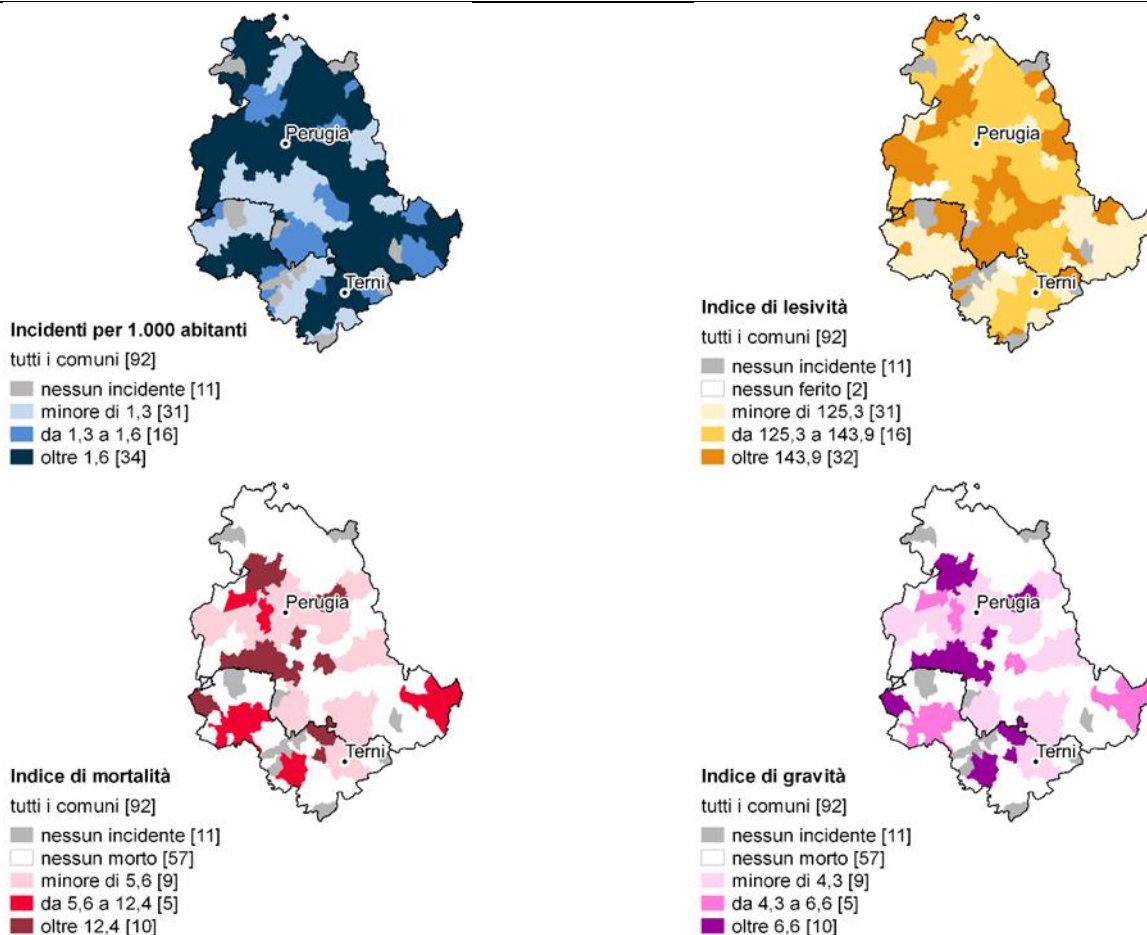 Perugia
Terni
Incidenti per 1.000 abitanti
tutti i comuni [92]
nessun incidente [11]
minore di 1,3 [31]
da 1,3 a 1,6 [16]
oltre 1,6 [34]
Perugia
Terni
Indice di lesività
tutti i comuni [92]
nessun incidente [11]
nessun ferito [2]
minore di 125,3 [31]
da 125,3 a 143,9 [16]
oltre 143,9 [32]
Perugia
Terni
Indice di mortalità
tutti i comuni [92]
nessun incidente [11]
nessun morto [57]
minore di 5,6 [9]
da 5,6 a 12,4 [5]
oltre 12,4 [10]
Perugia
Terni
Indice di gravità
tutti i comuni [92]
nessun incidente [11]
nessun morto [57]
minore di 4,3 [9]
da 4,3 a 6,6 [5]
oltre 6,6 [10]